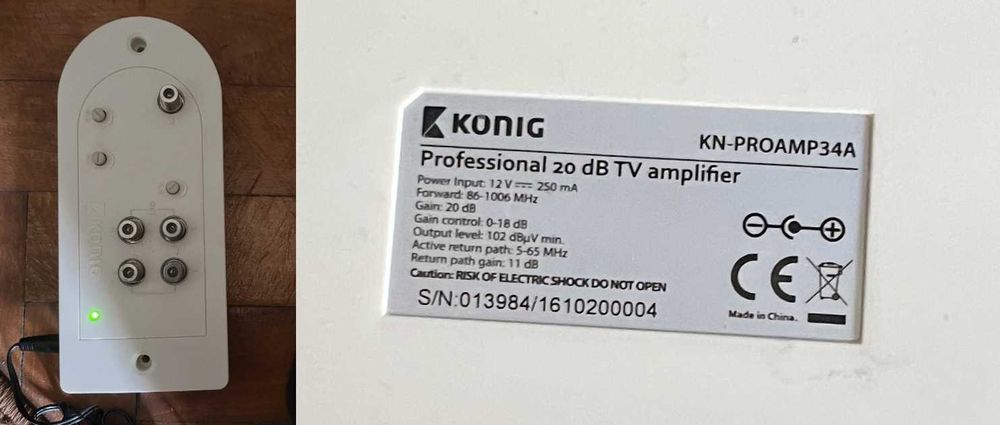 KÖNIG
KÖNIG
KN-PROAMP34A
Professional 20 dB TV amplifier
Power Input: 12 V ⎓ 250 mA
Forward: 86-1006 MHz
Gain: 20 dB
Gain control: 0-18 dB
Output level: 102 dBµV min.
Active return path: 5-65 MHz
Return path gain: 11 dB
Caution: RISK OF ELECTRIC SHOCK DO NOT OPEN
S/N:013984/1610200004
CE
Made in China.